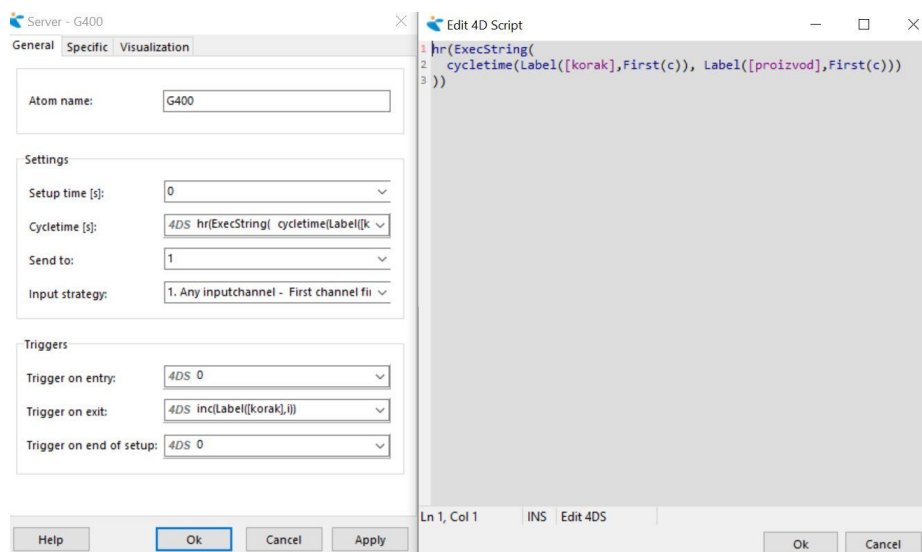 Server - G400
General Specific Visualization
Atom name: G400
Settings
Setup time [s]: 0
Cycletime [s]: 4DS hr(ExecString( cycletime(Label([k
Send to: 1
Input strategy: 1. Any inputchannel - First channel fir
Triggers
Trigger on entry: 4DS 0
Trigger on exit: 4DS inc(Label([korak],i))
Trigger on end of setup: 4DS 0
Help Ok Cancel Apply
Edit 4D Script
1 hr(ExecString(
2 cycletime(Label([korak],First(c)), Label([proizvod],First(c)))
3 ))
Ln 1, Col 1 INS Edit 4DS
Ok Cancel